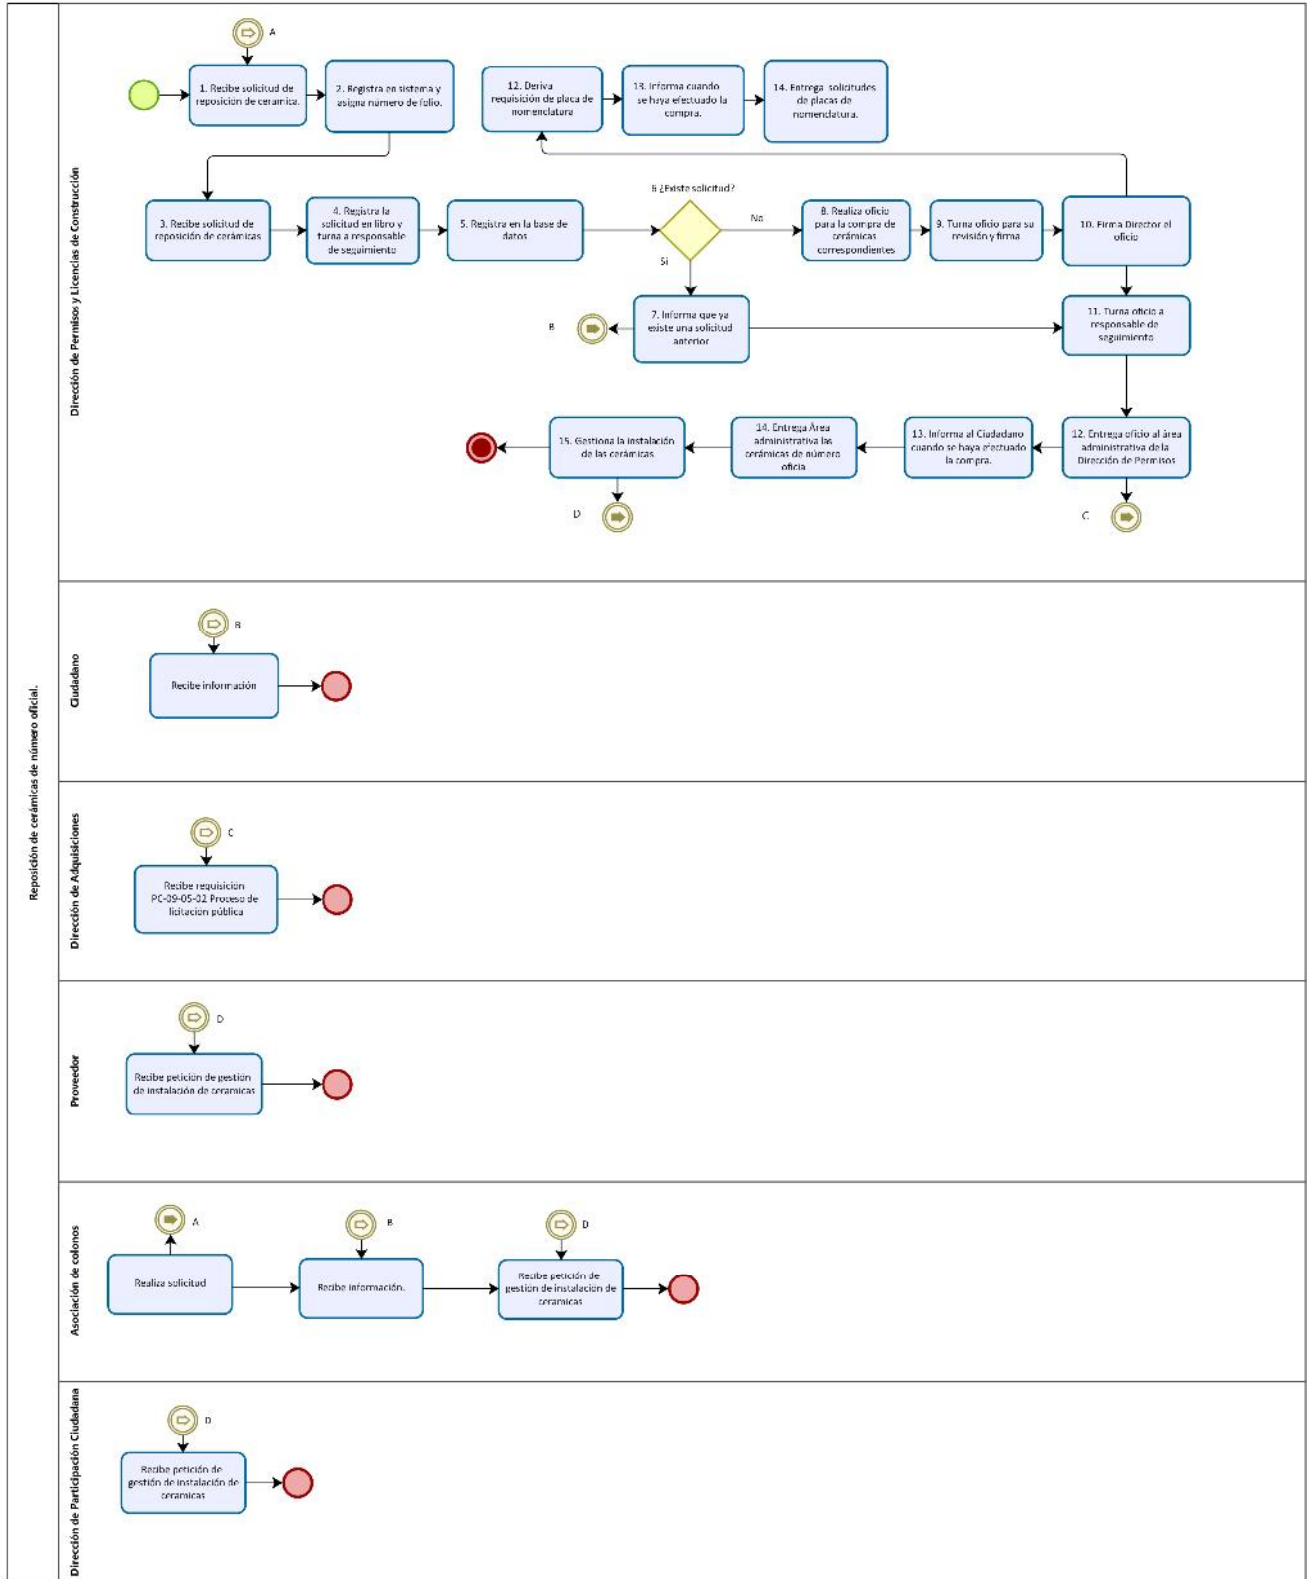 Reposición de cerámicas de número oficial.
Dirección de Permisos y Licencias de Construcción
A
1. Recibe solicitud de
reposición de ceramica.
2. Registra en sistema y
asigna número de folio.
12. Deriva
requisición de placa de
nomenclatura
13. Informa cuando
se haya efectuado la
compra.
14. Entrega solicitudes
de placas de
nomenclatura.
3. Recibe solicitud de
reposición de cerámicas
4. Registra la
solicitud en libro y
turna a responsable
de seguimiento
5. Registra en la base de
datos
6 ¿Existe solicitud?
No
Si
8. Realiza oficio
para la compra de
cerámicas
correspondientes
9. Turna oficio para su
revisión y firma
10. Firma Director el
oficio
B
7. Informa que ya
existe una solicitud
anterior
11. Turna oficio a
responsable de
seguimiento
15. Gestiona la instalación
de las cerámicas
14. Entrega Área
administrativa las
cerámicas de número
oficia
13. Informa al Ciudadano
cuando se haya efectuado
la compra.
12. Entrega oficio al área
administrativa de la
Dirección de Permisos
D
C
Ciudadano
B
Recibe información
Dirección de Adquisiciones
C
Recibe requisición
PC-09-05-02 Proceso de
licitación pública
Proveedor
D
Recibe petición de gestión
de instalación de ceramicas
Asociación de colonos
A
Realiza solicitud
B
Recibe información.
D
Recibe petición de
gestión de instalación de
ceramicas
Dirección de Participación Ciudadana
D
Recibe petición de
gestión de instalación de
ceramicas